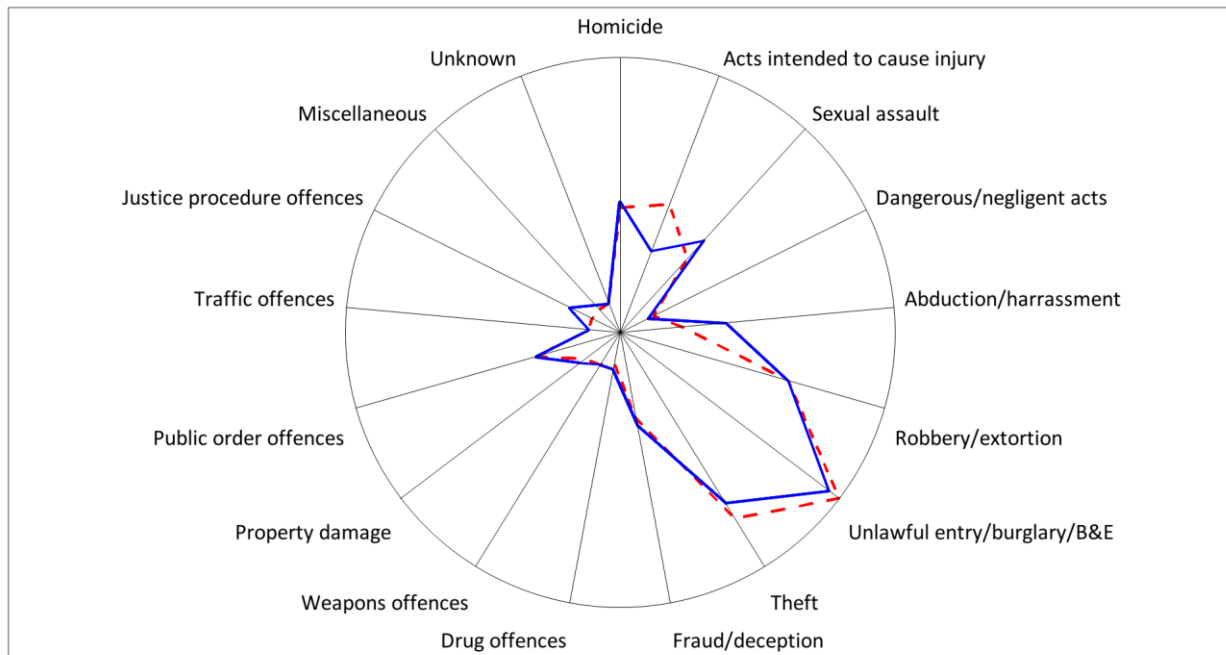 Homicide
Unknown
Acts intended to cause injury
Miscellaneous
Sexual assault
Justice procedure offences
Dangerous/negligent acts
Traffic offences
Abduction/harrassment
Public order offences
Robbery/extortion
Property damage
Unlawful entry/burglary/B&E
Weapons offences
Theft
Drug offences
Fraud/deception